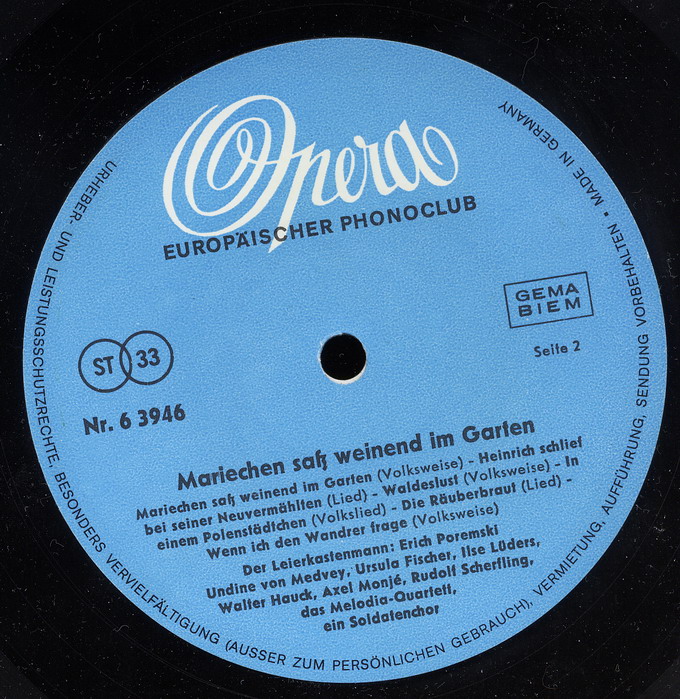 Opera
EUROPÄISCHER PHONOCLUB
GEMA
BIEM
Seite 2
ST 33
Nr. 6 3946
Mariechen saß weinend im Garten
Mariechen saß weinend im Garten (Volksweise) - Heinrich schlief
bei seiner Neuvermählten (Lied) - Waldeslust (Volksweise) - In
einem Polenstädtchen (Volkslied) - Die Räuberbraut (Lied) -
Wenn ich den Wandrer frage (Volksweise)
Der Leierkastenmann: Erich Poremski
Undine von Medvey, Ursula Fischer, Ilse Lüders,
Walter Hauck, Axel Monjé, Rudolf Scherfling,
das Melodia-Quartett,
ein Soldatenchor
URHEBER- UND LEISTUNGSSCHUTZRECHTE, BESONDERS VERVIELFÄLTIGUNG (AUSSER ZUM PERSÖNLICHEN GEBRAUCH), VERMIETUNG, AUFFÜHRUNG, SENDUNG VORBEHALTEN • MADE IN GERMANY